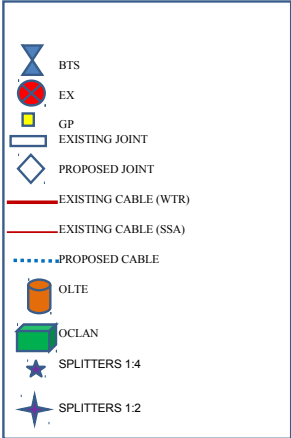 BTS
EX
GP
EXISTING JOINT
PROPOSED JOINT
EXISTING CABLE (WTR)
EXISTING CABLE (SSA)
PROPOSED CABLE
OLTE
OCLAN
SPLITTERS 1:4
SPLITTERS 1:2